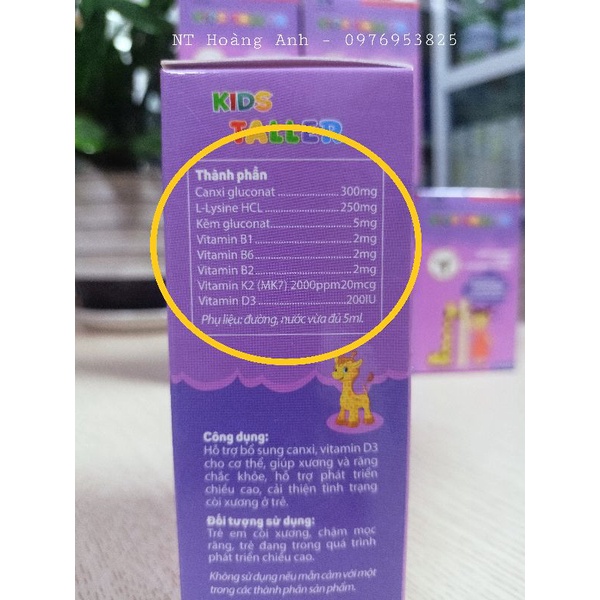 NT Hoàng Anh - 0976953825
KIDS
TALLER
Thành phần
Canxi gluconat.....................300mg
L-Lysine HCL.......................250mg
Kẽm gluconat...........................5mg
Vitamin B1................................2mg
Vitamin B6................................2mg
Vitamin B2................................2mg
Vitamin K2 (MK7) 2000ppm20mcg
Vitamin D3............................200IU
Phụ liệu: đường, nước vừa đủ 5ml.
Công dụng:
Hỗ trợ bổ sung canxi, vitamin D3
cho cơ thể, giúp xương và răng
chắc khỏe, hỗ trợ phát triển
chiều cao, cải thiện tình trạng
còi xương ở trẻ.
Đối tượng sử dụng:
Trẻ em còi xương, chậm mọc
răng, trẻ đang trong quá trình
phát triển chiều cao.
Không sử dụng nếu mẫn cảm với một
trong các thành phần sản phẩm.